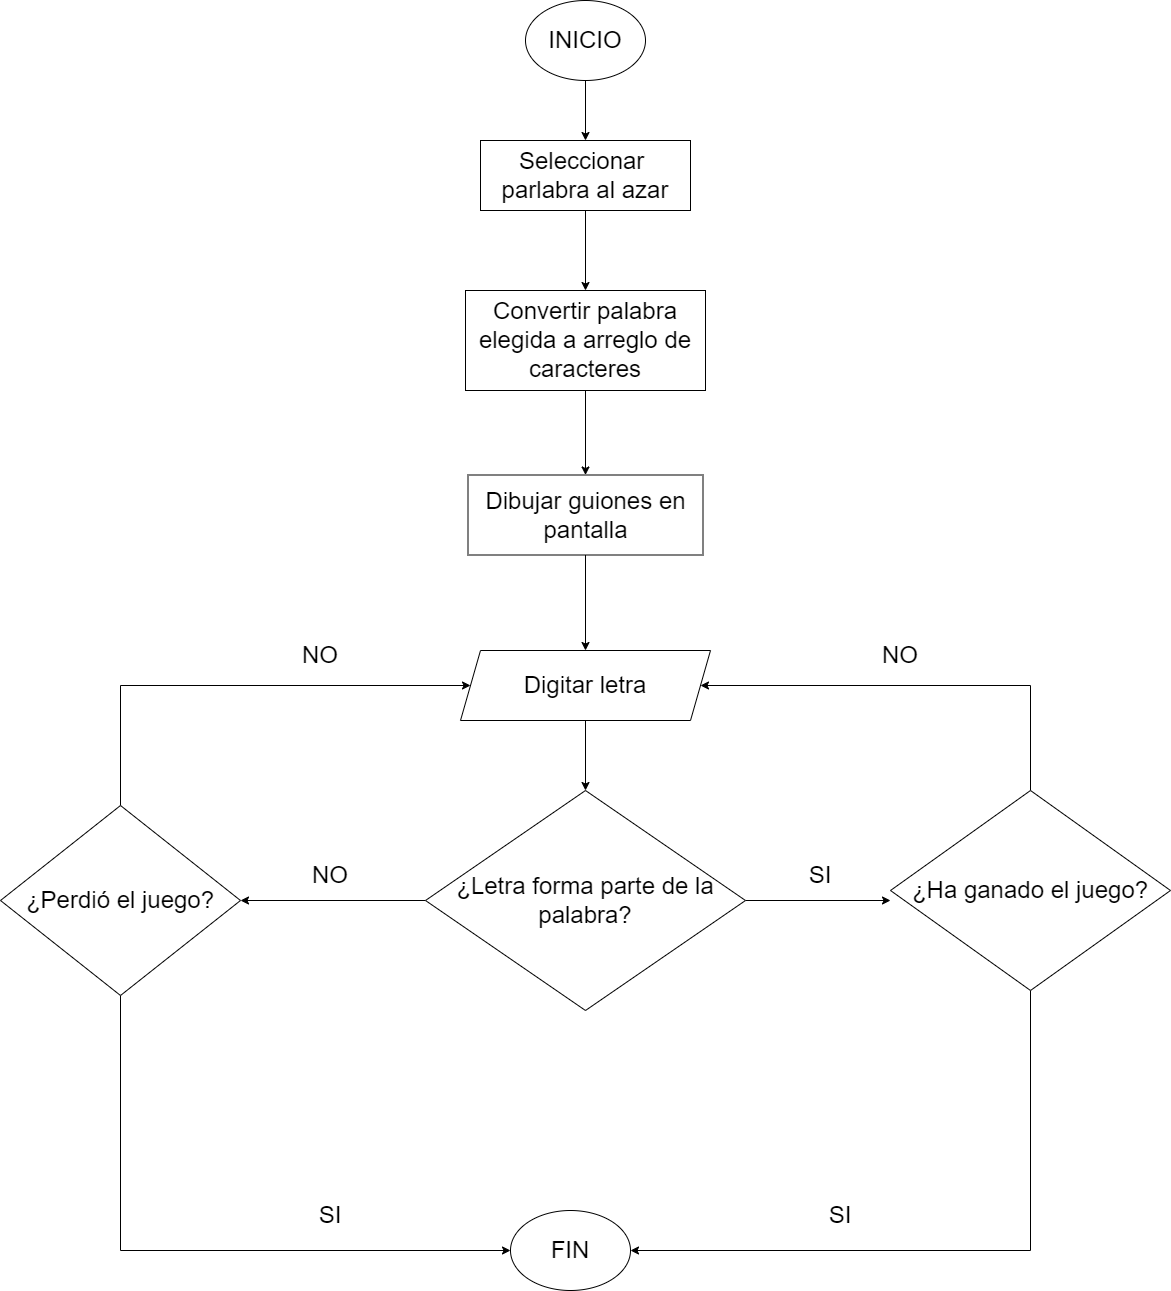 INICIO
Seleccionar
parlabra al azar
Convertir palabra
elegida a arreglo de
caracteres
Dibujar guiones en
pantalla
NO
NO
Digitar letra
¿Perdió el juego?
NO
¿Letra forma parte de la
palabra?
SI
¿Ha ganado el juego?
SI
SI
FIN